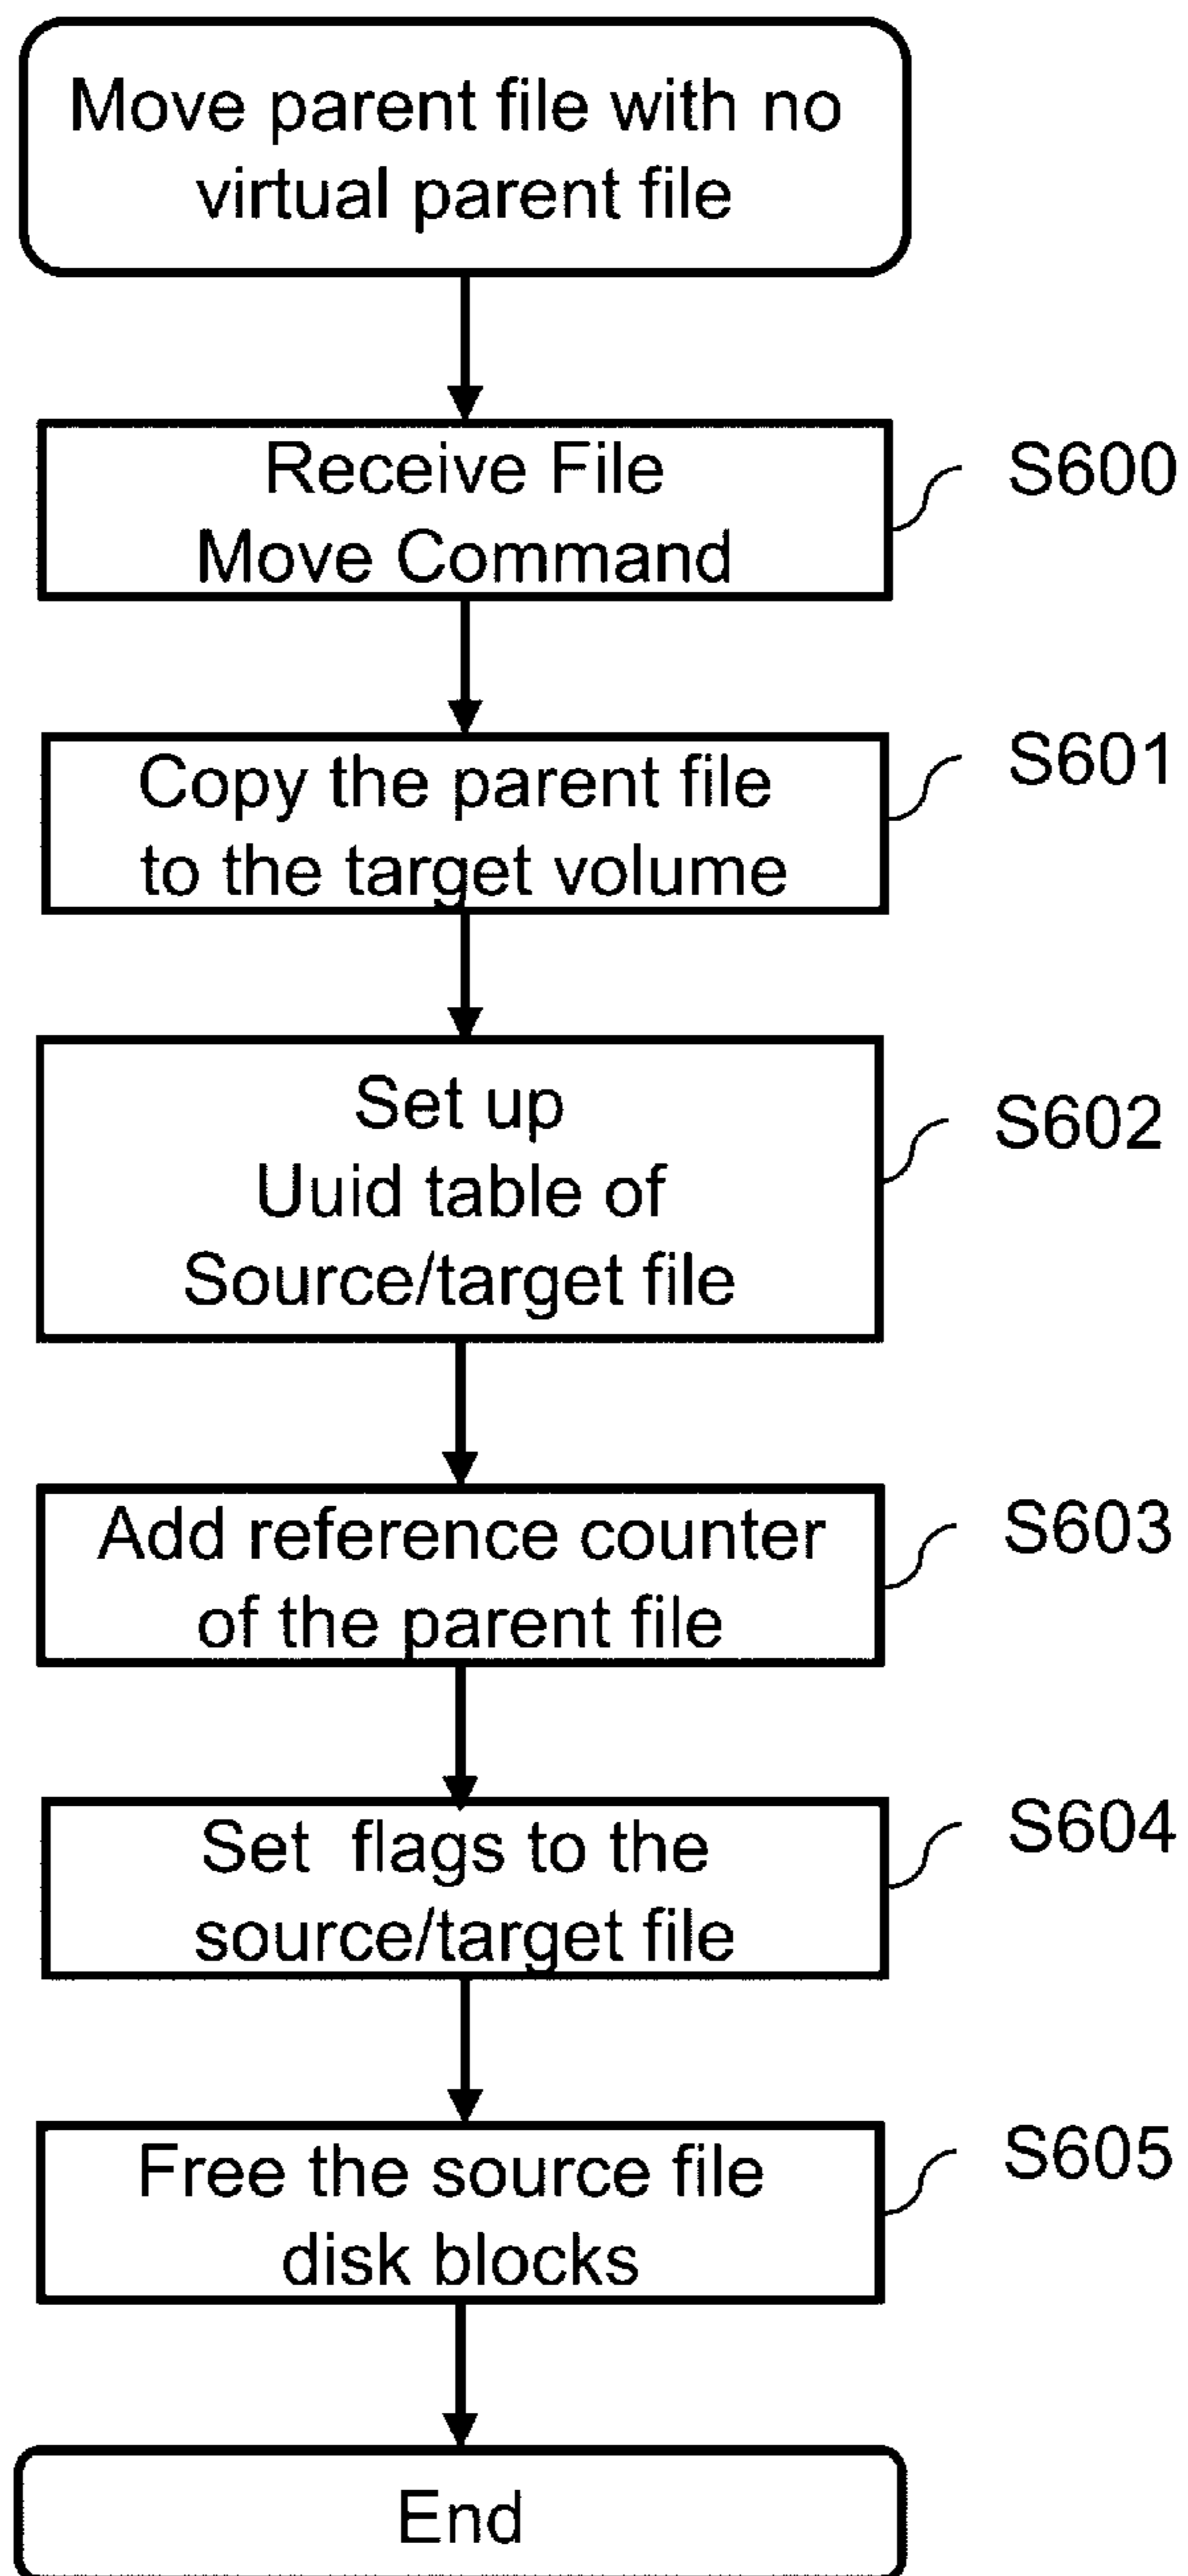 Move parent file with no
virtual parent file
Receive File
Move Command
S600
Copy the parent file
to the target volume
S601
Set up
Uuid table of
Source/target file
S602
Add reference counter
of the parent file
S603
Set flags to the
source/target file
S604
Free the source file
disk blocks
S605
End